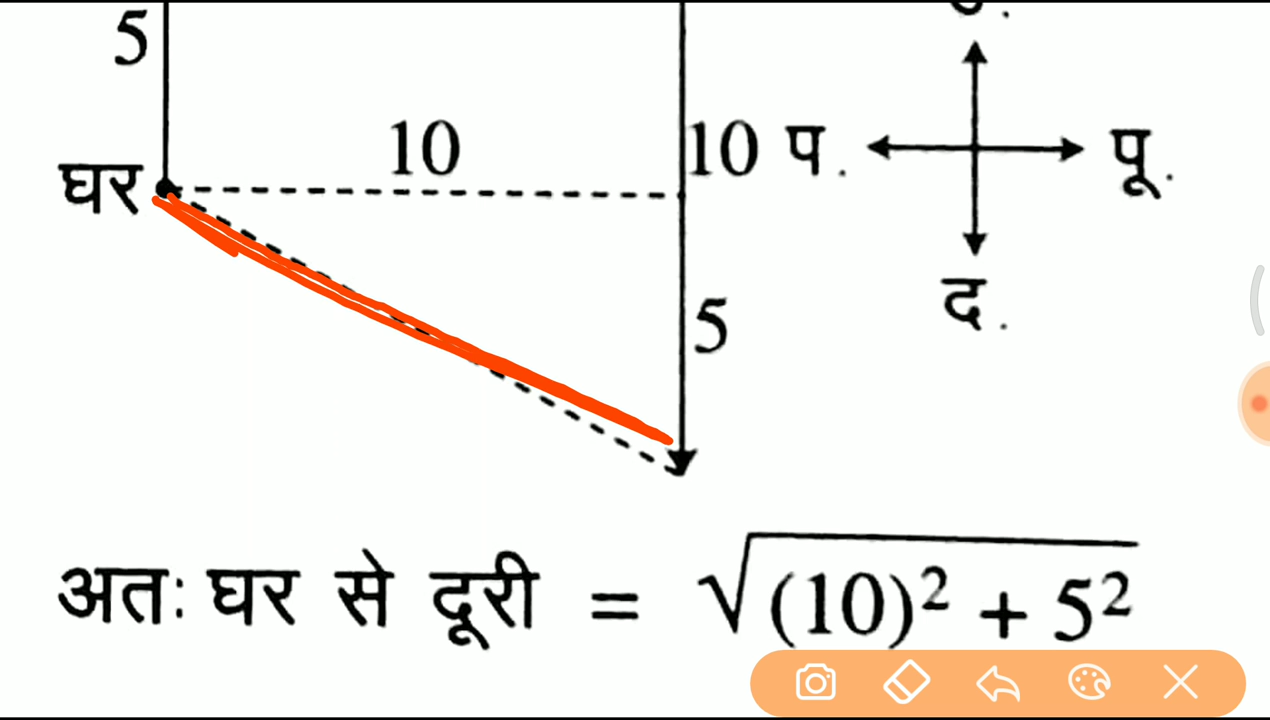 5
10
10 प.
पू.
घर
5
द.
अतः घर से दूरी = √(10)² + 5²